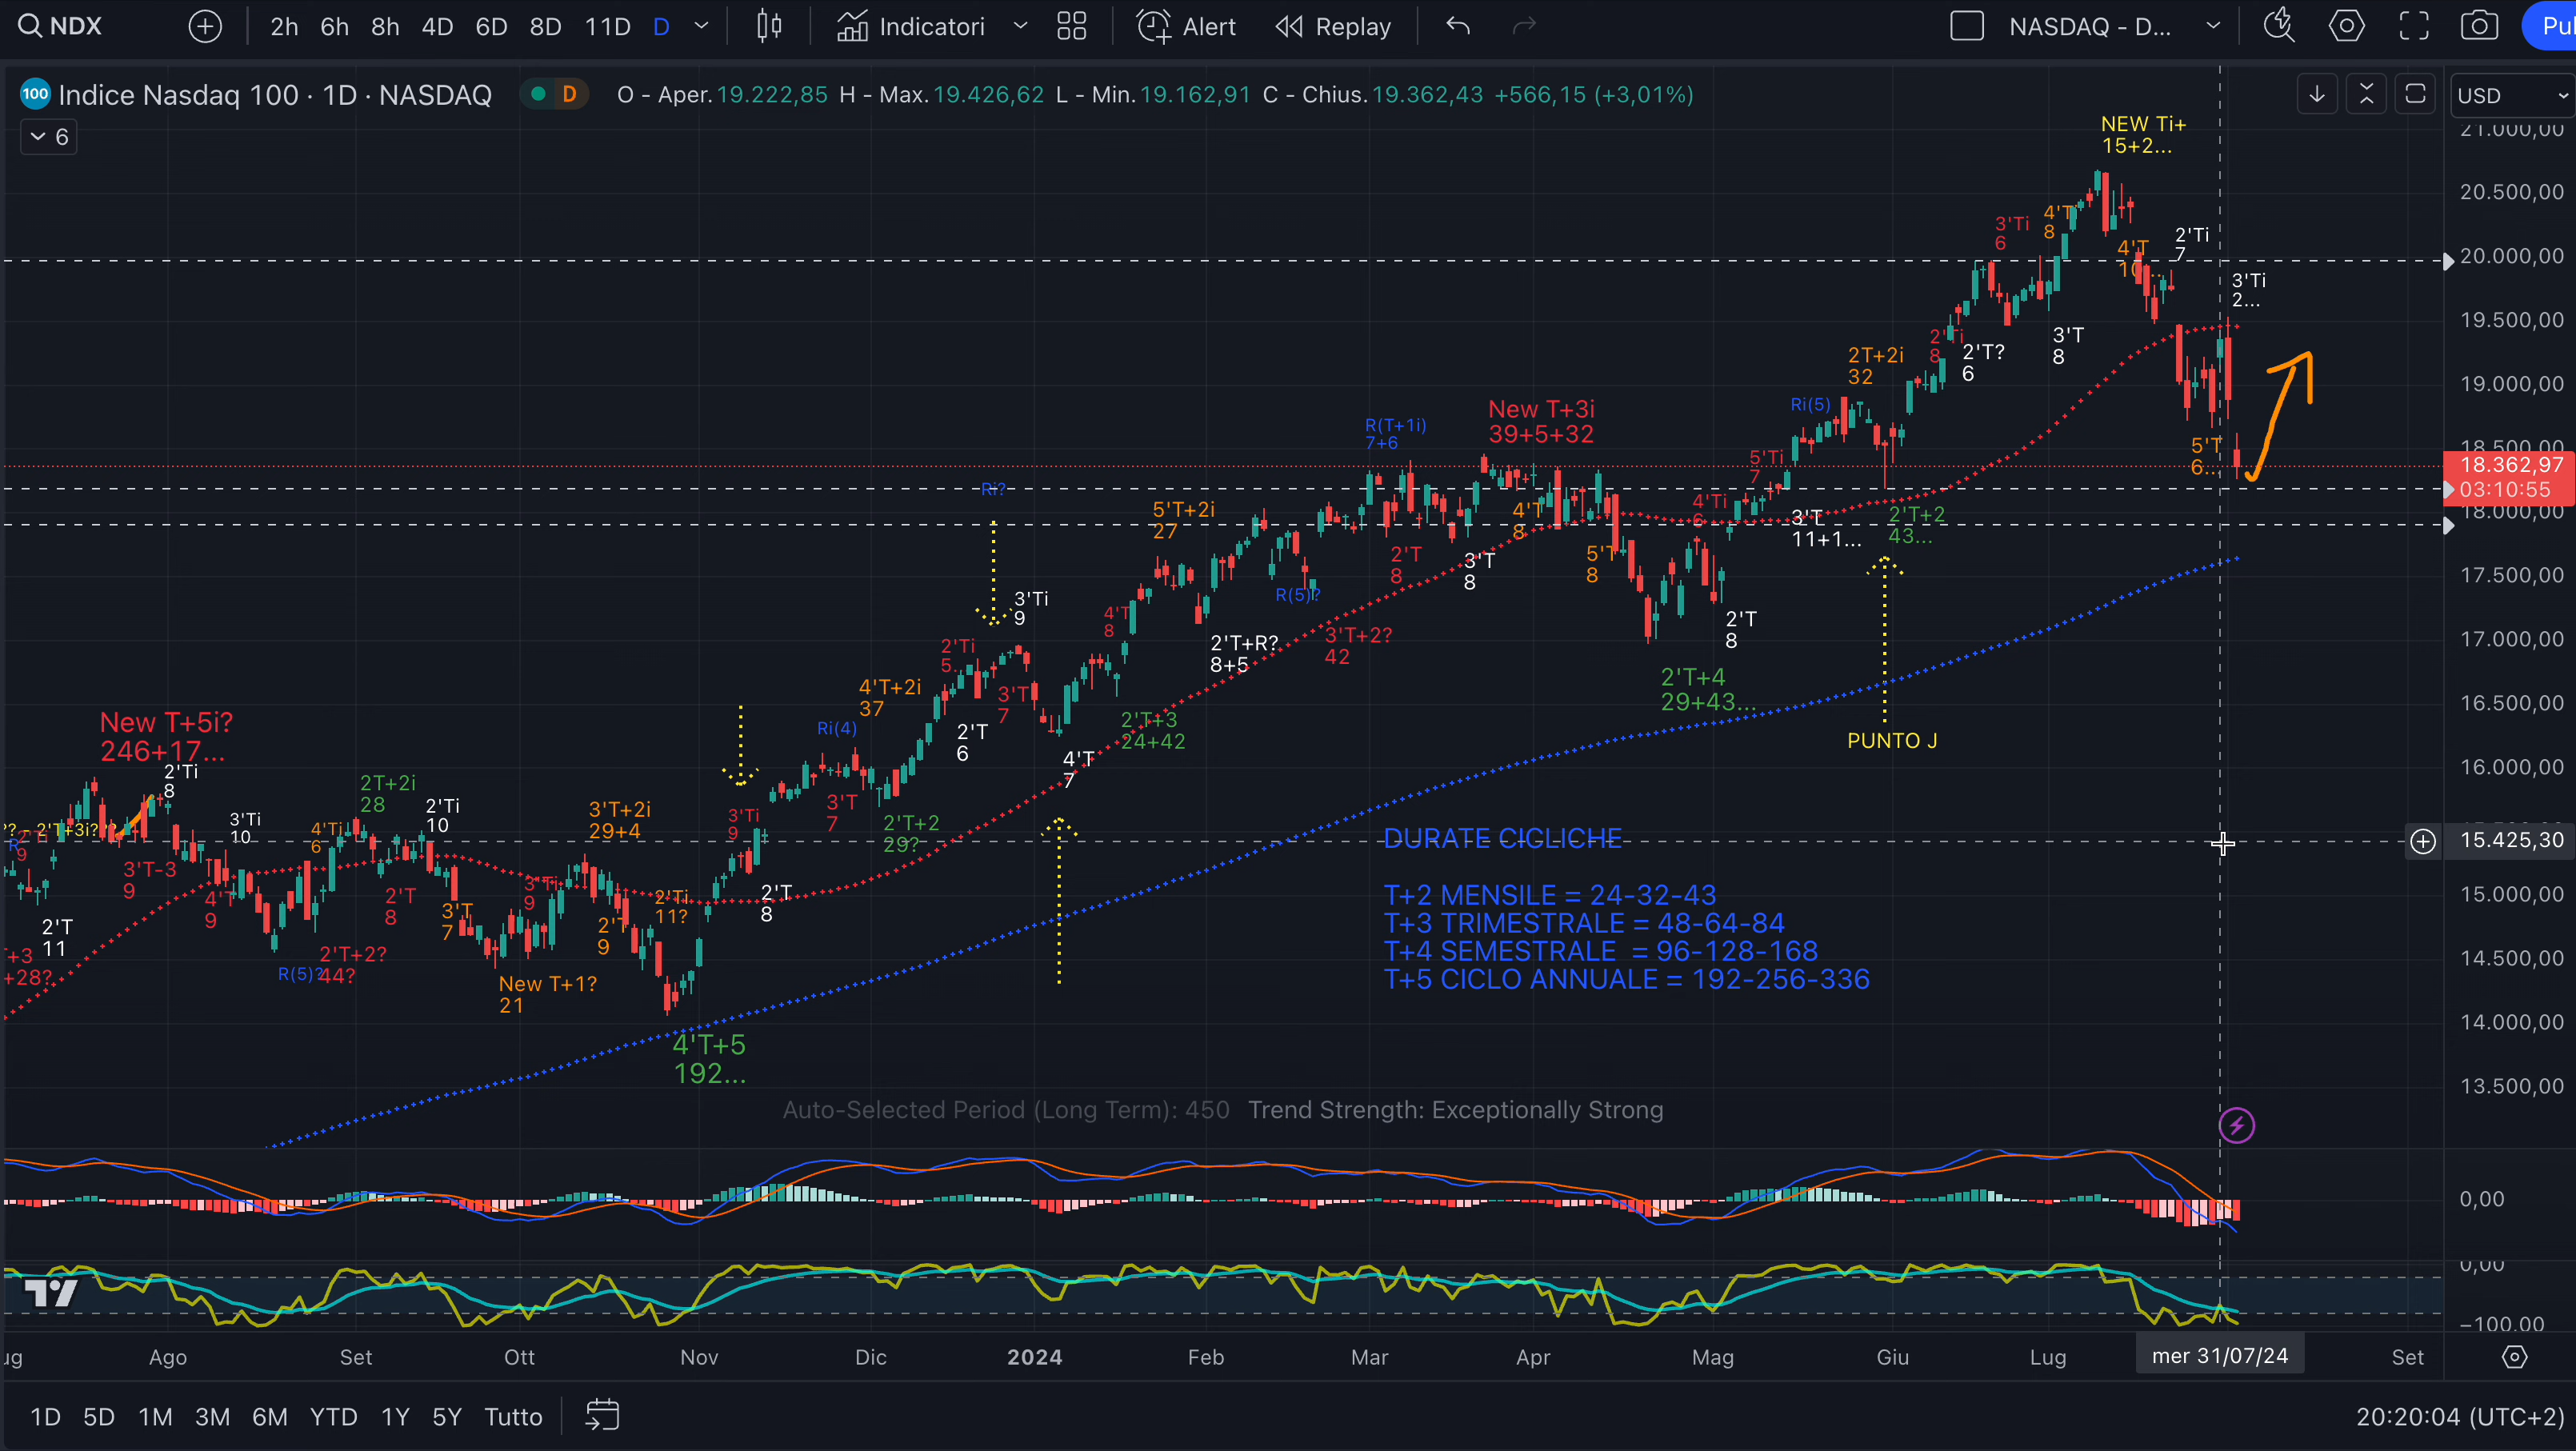 NDX
2h 6h 8h 4D 6D 8D 11D D
Indicatori
Alert
Replay
NASDAQ - D...
Pul
100
Indice Nasdaq 100 · 1D · NASDAQ
D
O - Aper.19.222,85 H - Max.19.426,62 L - Min.19.162,91 C - Chius.19.362,43 +566,15 (+3,01%)
6
USD
21.000,00
20.500,00
20.000,00
19.500,00
19.000,00
18.500,00
18.362,97
03:10:55
18.000,00
17.500,00
17.000,00
16.500,00
16.000,00
15.425,30
15.000,00
14.500,00
14.000,00
13.500,00
NEW Ti+
15+2...
3'Ti
6
4'Ti
8
4'T
10...
2'Ti
7
3'Ti
2...
2'Ti
8
2'T?
6
3'T
8
5'T
6...
2T+2i
32
Ri(5)
New T+3i
39+5+32
R(T+1i)
7+6
5'Ti
7
4'Ti
6
3'T
11+1...
2'T+2
43...
4'T
8
5'T
8
2'T
8
3'T
8
Ri?
5'T+2i
27
R(5)?
3'T+2?
42
2'T
8
2'T+4
29+43...
PUNTO J
3'Ti
9
4'T
8
2'T+R?
8+5
2'Ti
5..
3'T
7
2'T+3
24+42
4'T+2i
37
Ri(4)
2'T
6
4'T
7
New T+5i?
246+17...
2'Ti
8
2T+2i
28
2'Ti
10
3'T+2i
29+4
3'Ti
9
3'T
7
2'T+2
29?
?? - 2'T+3i??
2'Ti
9
3'Ti
10
4'Ti
6
3'T-3
9
4'T
9
2'T
8
3'T
7
3'Ti
9
2'T
9
2'Ti
11?
2'T
8
2'T
11
+3
+28?
R(5)?
2'T+2?
44?
New T+1?
21
4'T+5
192...
DURATE CICLICHE
T+2 MENSILE = 24-32-43
T+3 TRIMESTRALE = 48-64-84
T+4 SEMESTRALE = 96-128-168
T+5 CICLO ANNUALE = 192-256-336
Auto-Selected Period (Long Term): 450 Trend Strength: Exceptionally Strong
0,00
0,00
−100,00
ug Ago Set Ott Nov Dic 2024 Feb Mar Apr Mag Giu Lug mer 31/07/24 Set
1D 5D 1M 3M 6M YTD 1Y 5Y Tutto
20:20:04 (UTC+2)